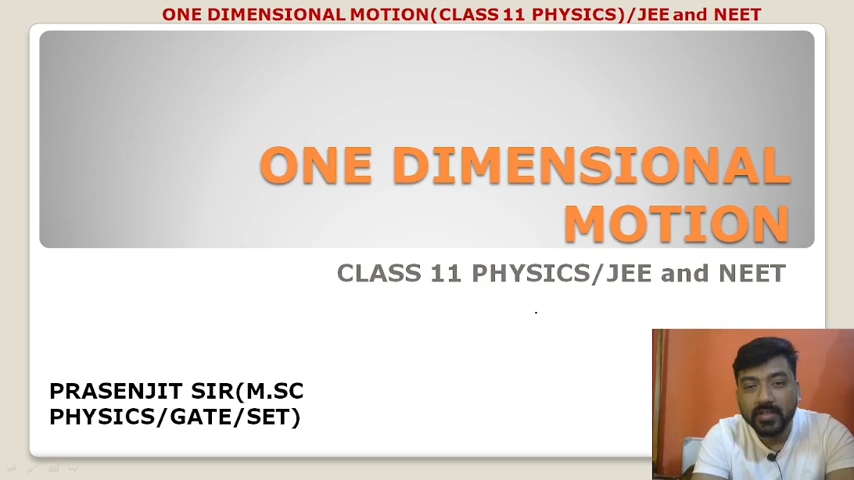 ONE DIMENSIONAL MOTION(CLASS 11 PHYSICS)/JEE and NEET
ONE DIMENSIONAL
MOTION
CLASS 11 PHYSICS/JEE and NEET
PRASENJIT SIR(M.SC
PHYSICS/GATE/SET)